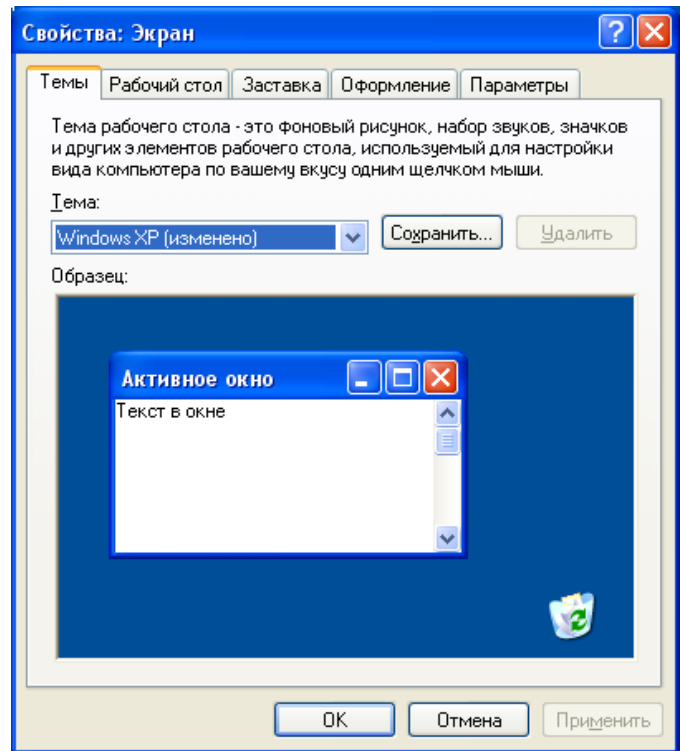 Свойства: Экран
Темы Рабочий стол Заставка Оформление Параметры
Тема рабочего стола - это фоновый рисунок, набор звуков, значков
и других элементов рабочего стола, используемый для настройки
вида компьютера по вашему вкусу одним щелчком мыши.
Тема:
Windows XP (изменено) Сохранить... Удалить
Образец:
Активное окно
Текст в окне
OK Отмена Применить